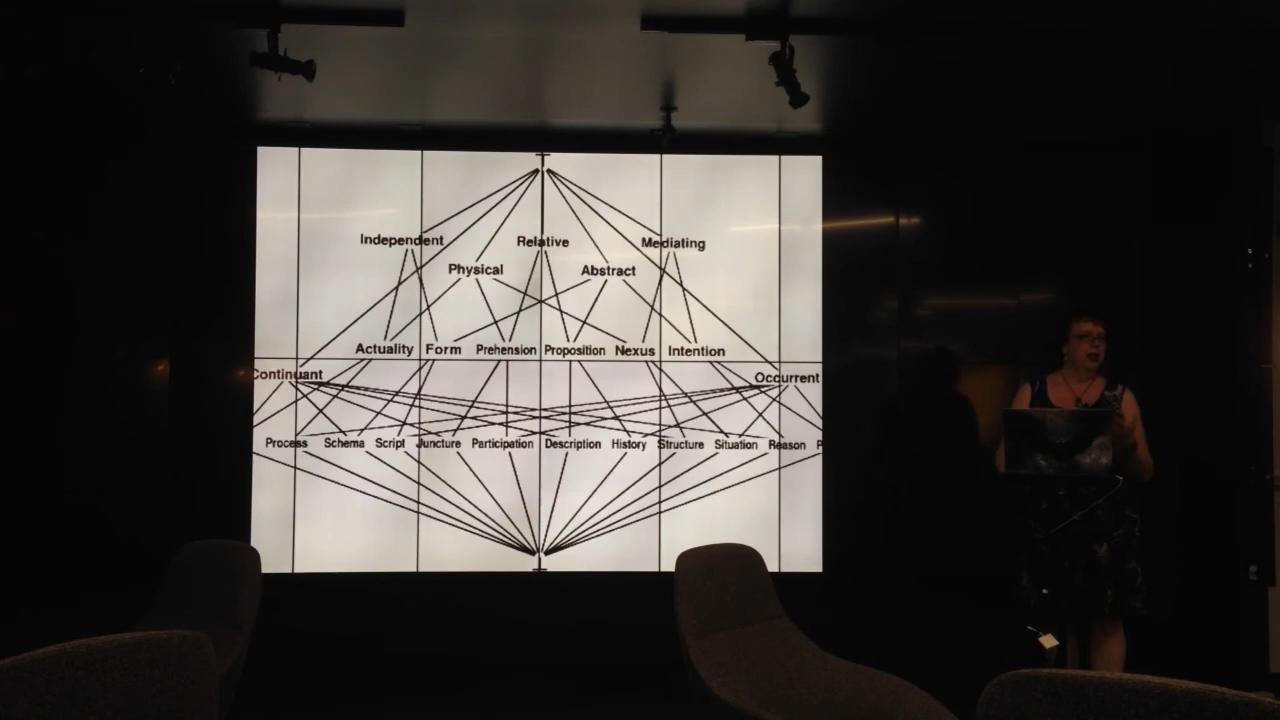 T
Independent Relative Mediating
Physical Abstract
Actuality Form Prehension Proposition Nexus Intention
Continuant Occurrent
Process Schema Script Juncture Participation Description History Structure Situation Reason P
⊥